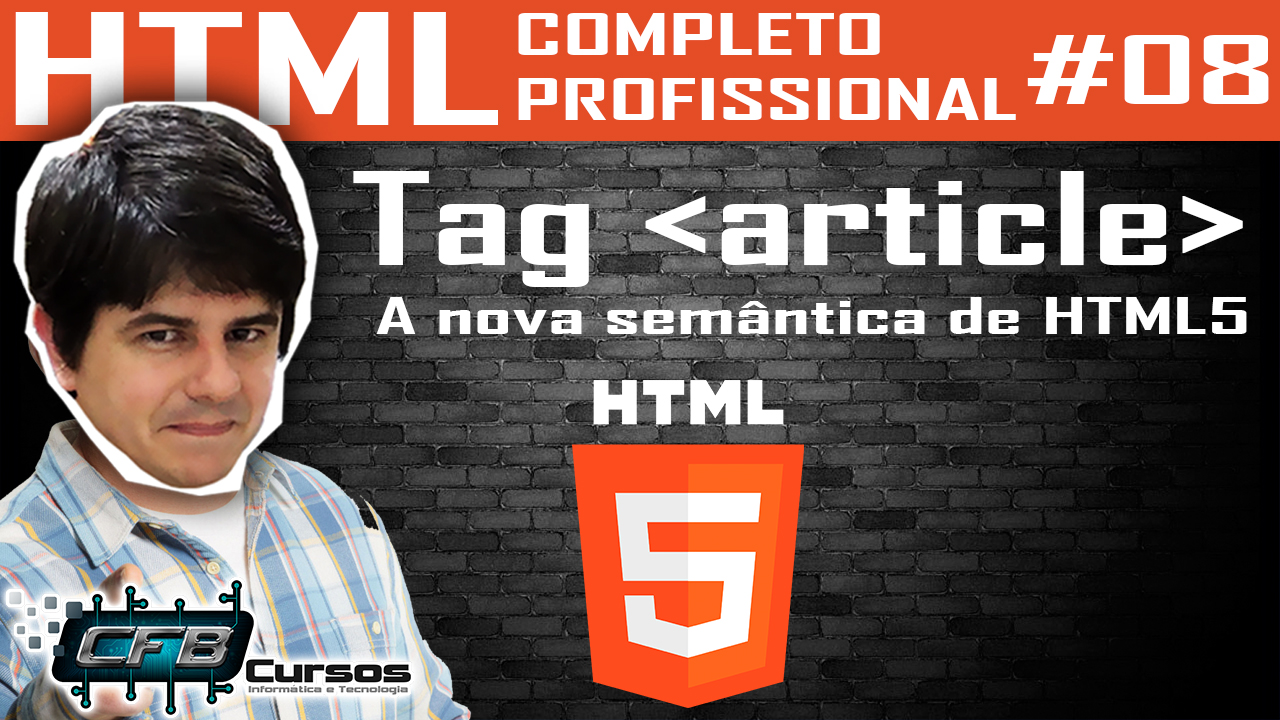 HTML
COMPLETO
PROFISSIONAL
#08
Tag <article>
A nova semântica de HTML5
HTML
5
CFB
Cursos
Informática e Tecnologia